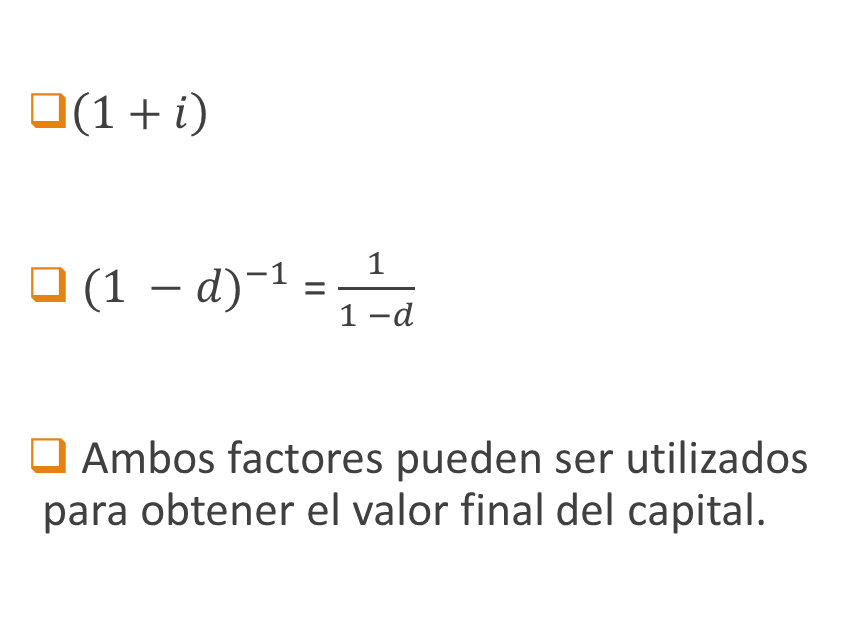 ❑(1 + i)
❑ (1 − d)⁻¹ = 1/(1 − d)
❑ Ambos factores pueden ser utilizados
para obtener el valor final del capital.